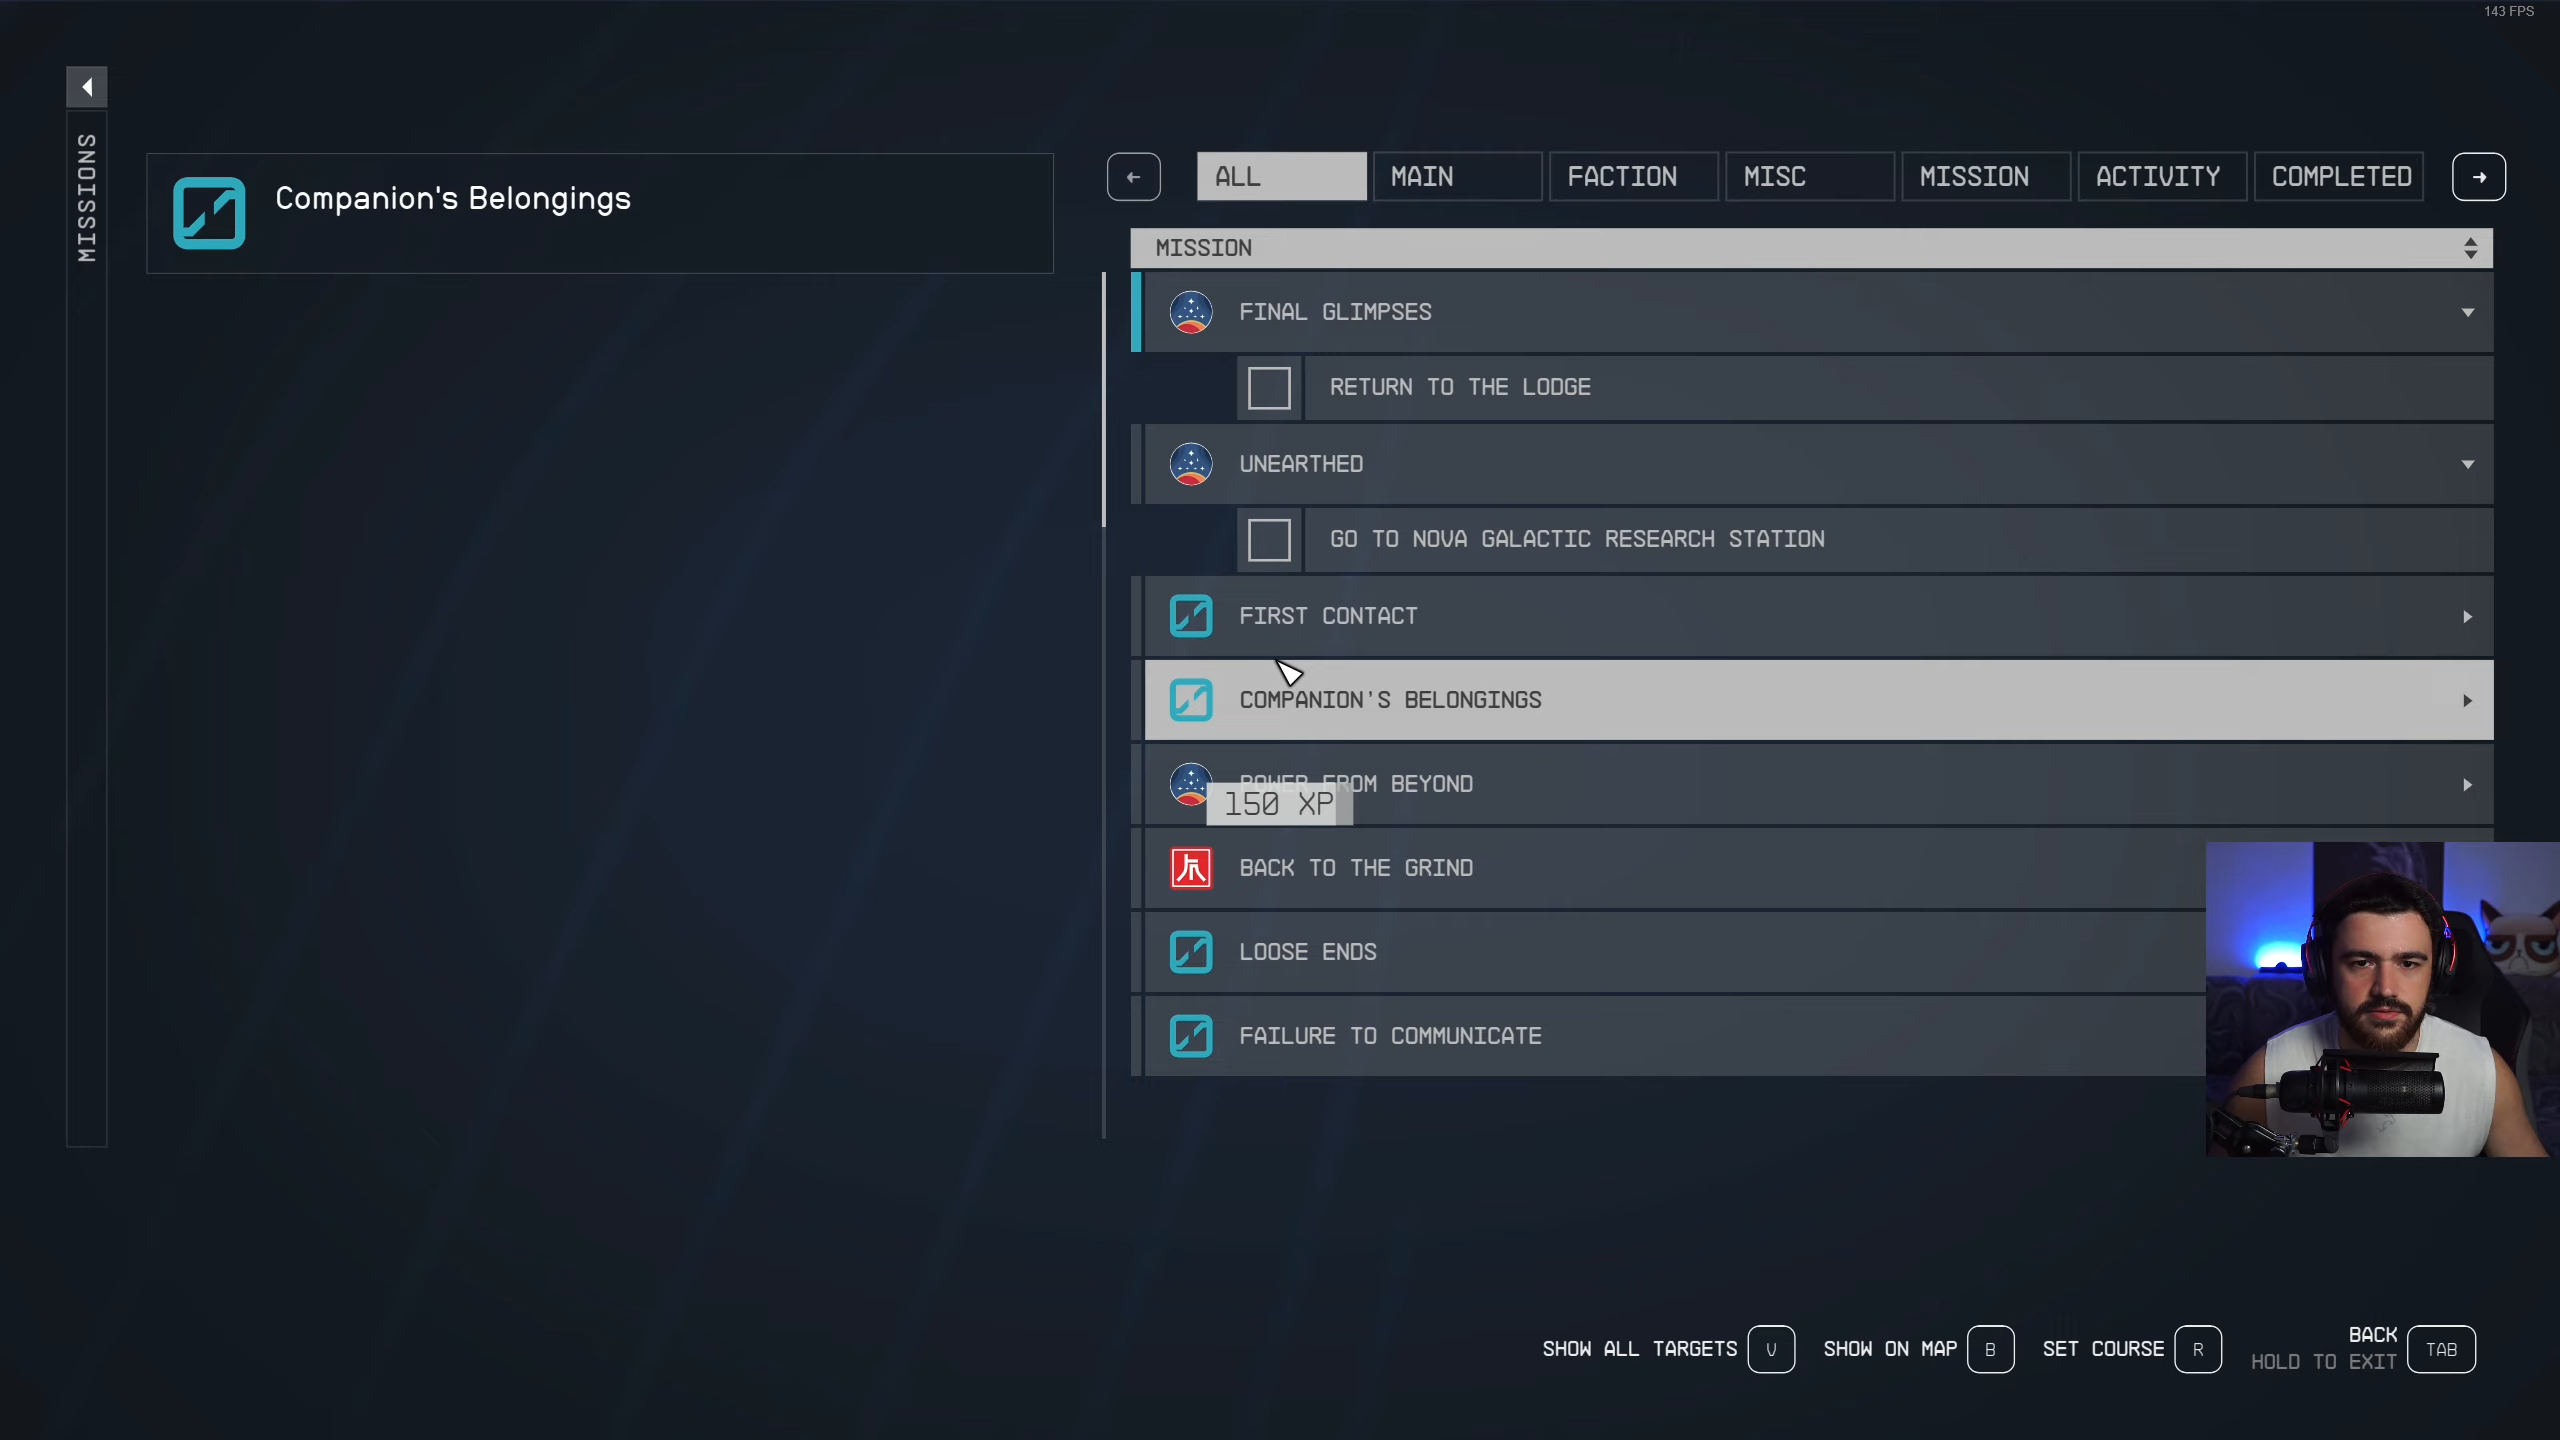 143 FPS
MISSIONS
Companion's Belongings
ALL
MAIN
FACTION
MISC
MISSION
ACTIVITY
COMPLETED
MISSION
FINAL GLIMPSES
RETURN TO THE LODGE
UNEARTHED
GO TO NOVA GALACTIC RESEARCH STATION
FIRST CONTACT
COMPANION'S BELONGINGS
POWER FROM BEYOND
150 XP
BACK TO THE GRIND
LOOSE ENDS
FAILURE TO COMMUNICATE
SHOW ALL TARGETS V
SHOW ON MAP B
SET COURSE R
BACK
HOLD TO EXIT
TAB